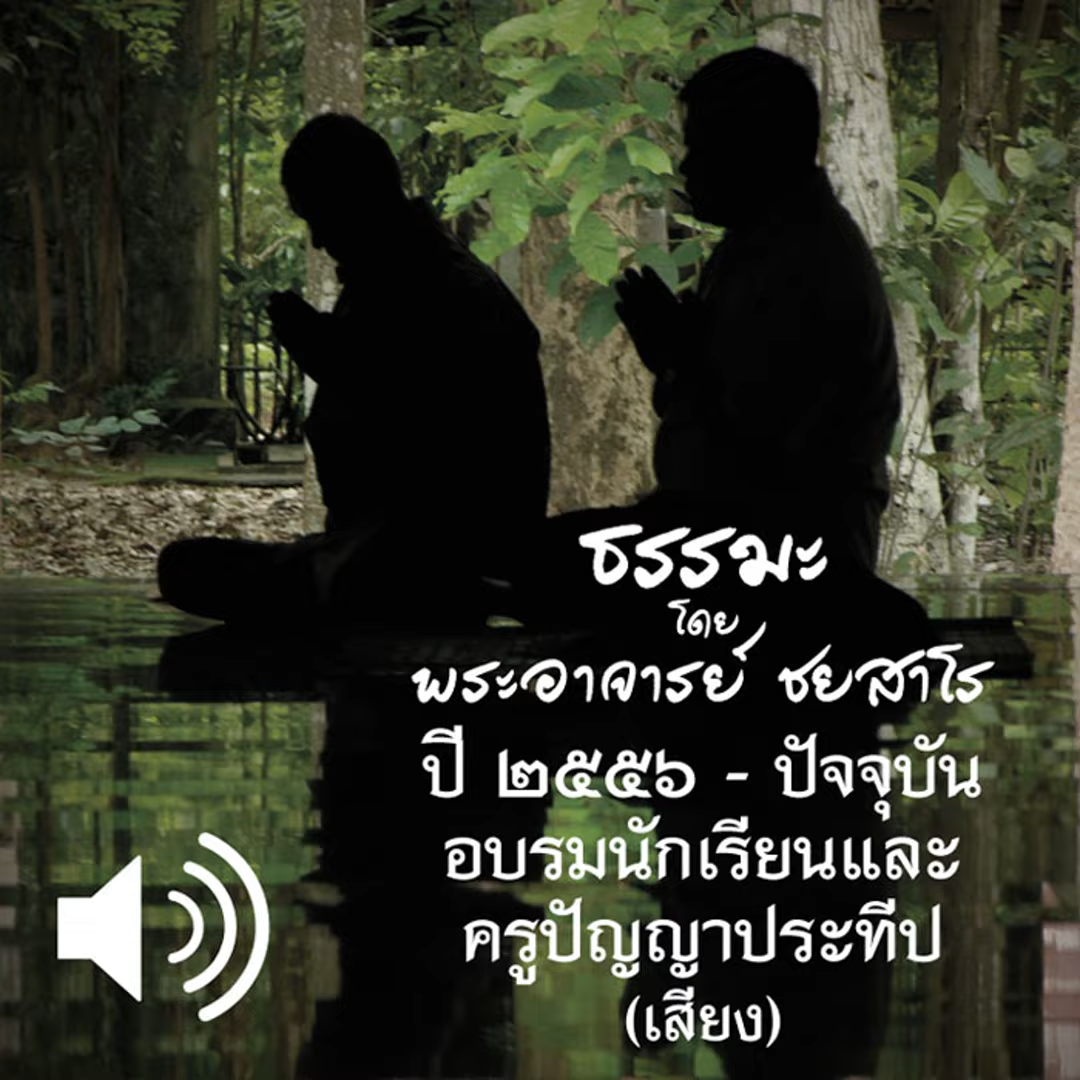 ธรรมะ
โดย
พระอาจารย์ ชยสาโร
ปี ๒๕๕๖ - ปัจจุบัน
อบรมนักเรียนและ
ครูปัญญาประทีป
(เสียง)